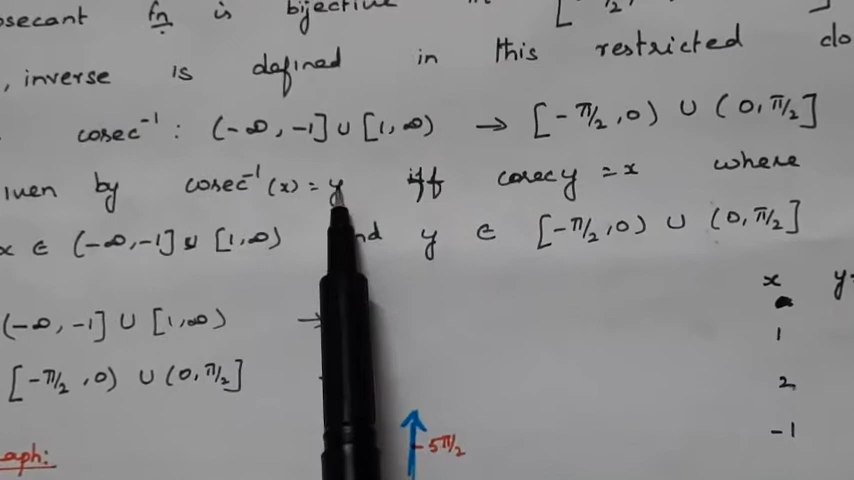 osecant fn is bijective in [ π/2, ]
, inverse is defined in this restricted do
cosec⁻¹ : (-∞, -1] ∪ [1, ∞) → [-π/2, 0) ∪ (0, π/2]
iven by cosec⁻¹(x) = y iff cosec y = x where
x ∈ (-∞, -1] ∪ [1, ∞) and y ∈ [-π/2, 0) ∪ (0, π/2]
x y=
(-∞, -1] ∪ [1, ∞) →
1
[-π/2, 0) ∪ (0, π/2]
2
-1
aph:
5π/2